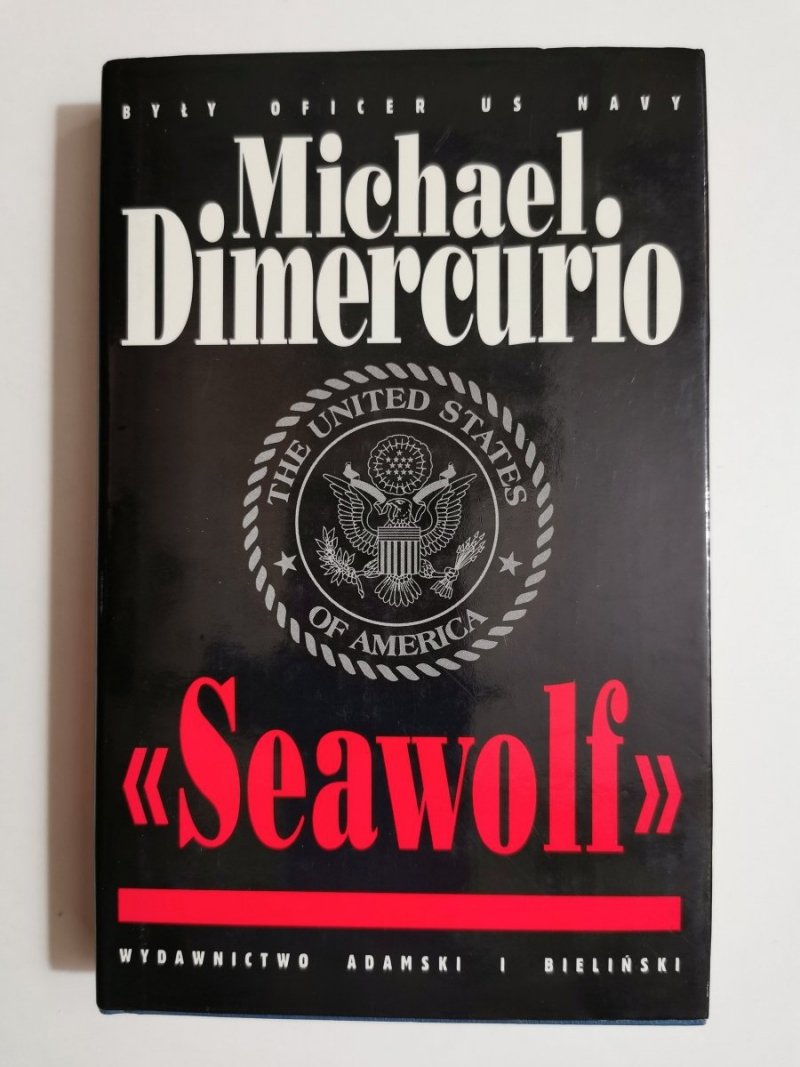 BYŁY OFICER US NAVY
Michael
Dimercurio
THE UNITED STATES
OF AMERICA
«Seawolf»
WYDAWNICTWO ADAMSKI I BIELIŃSKI